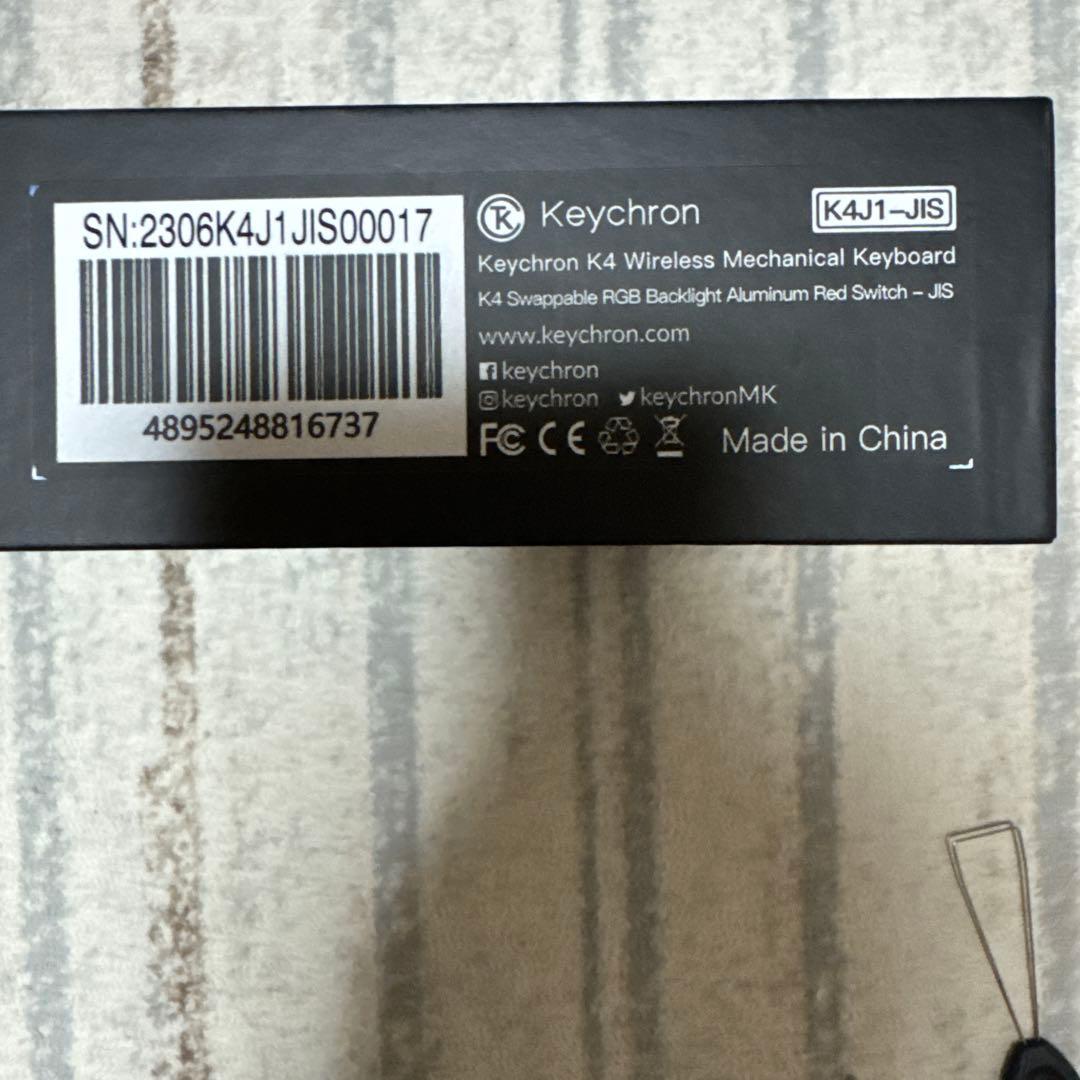 SN:2306K4J1JIS00017
4895248816737
Keychron
K4J1-JIS
Keychron K4 Wireless Mechanical Keyboard
K4 Swappable RGB Backlight Aluminum Red Switch – JIS
www.keychron.com
keychron
keychron keychronMK
FC CE Made in China